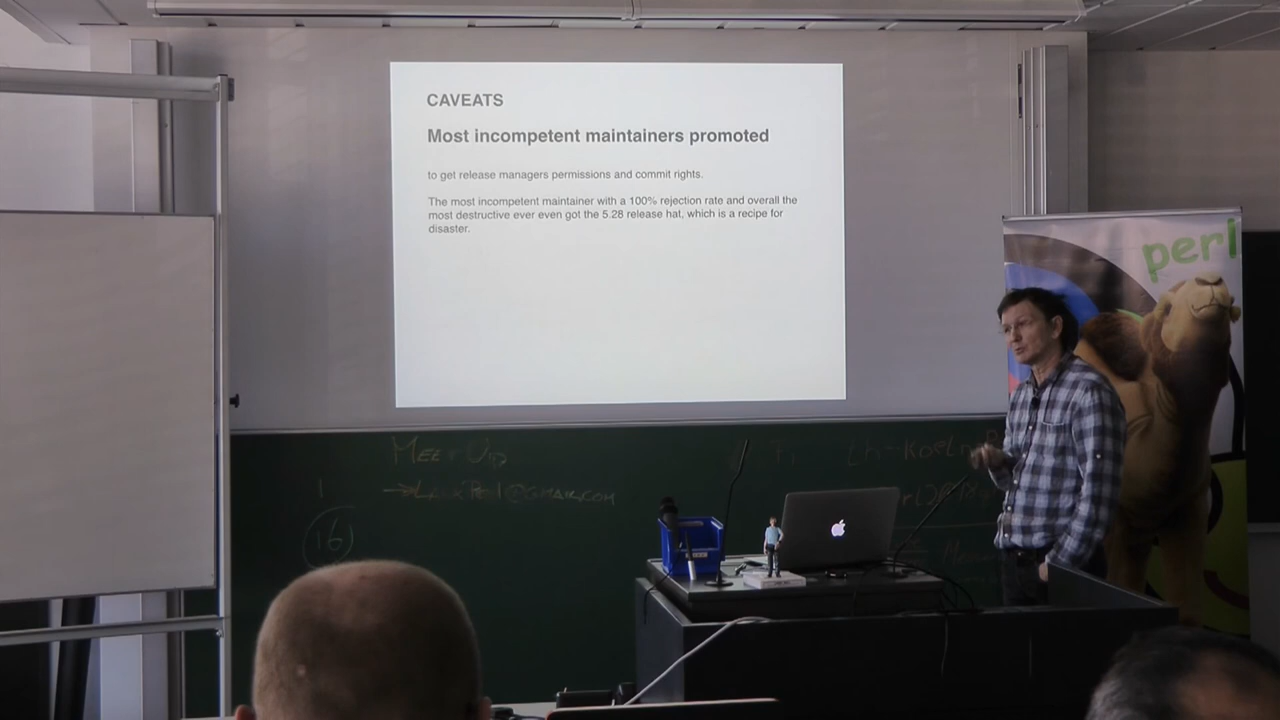 CAVEATS
Most incompetent maintainers promoted
to get release managers permissions and commit rights.
The most incompetent maintainer with a 100% rejection rate and overall the
most destructive ever even got the 5.28 release hat, which is a recipe for
disaster.
perl
16